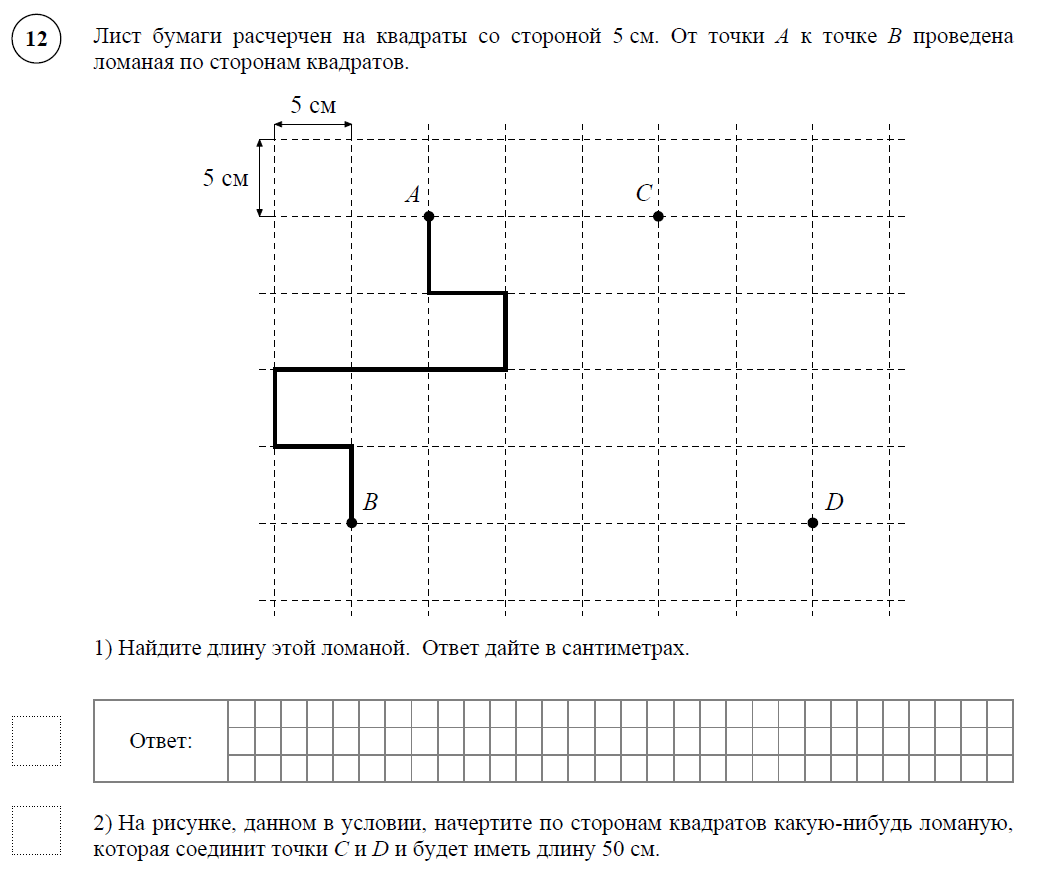 12
Лист бумаги расчерчен на квадраты со стороной 5 см. От точки A к точке B проведена
ломаная по сторонам квадратов.
5 см
5 см
A
C
B
D
1) Найдите длину этой ломаной. Ответ дайте в сантиметрах.
Ответ:
2) На рисунке, данном в условии, начертите по сторонам квадратов какую-нибудь ломаную,
которая соединит точки C и D и будет иметь длину 50 см.